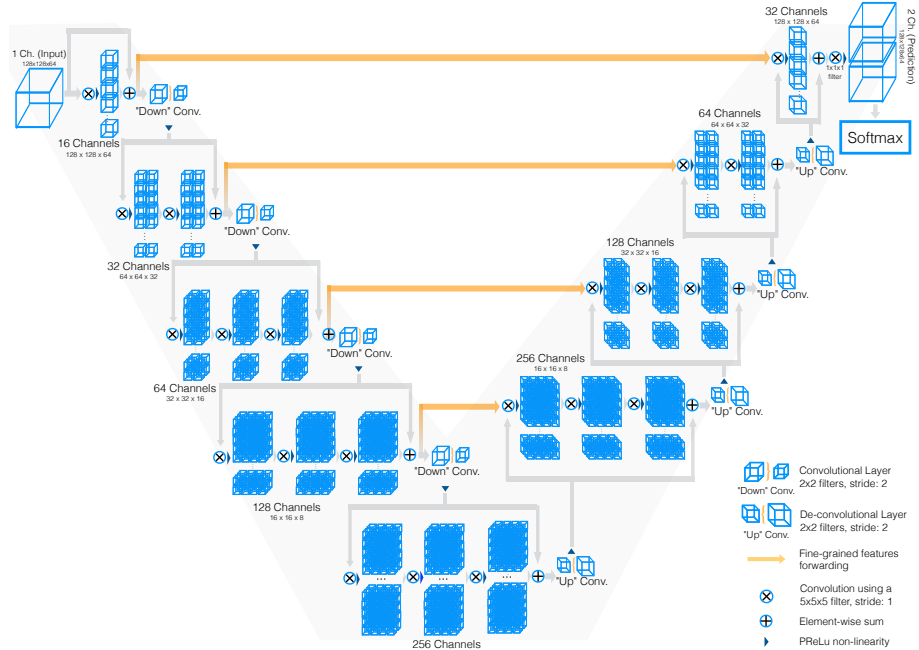 1 Ch. (Input)
128x128x64
16 Channels
128 x 128 x 64
"Down" Conv.
32 Channels
64 x 64 x 32
"Down" Conv.
64 Channels
32 x 32 x 16
"Down" Conv.
128 Channels
16 x 16 x 8
"Down" Conv.
256 Channels
"Up" Conv.
256 Channels
16 x 16 x 8
"Up" Conv.
128 Channels
32 x 32 x 16
"Up" Conv.
64 Channels
64 x 64 x 32
"Up" Conv.
32 Channels
128 x 128 x 64
1x1x1
filter
2 Ch. (Prediction)
128x128x64
Softmax
"Down" Conv.
Convolutional Layer
2x2 filters, stride: 2
"Up" Conv.
De-convolutional Layer
2x2 filters, stride: 2
Fine-grained features
forwarding
Convolution using a
5x5x5 filter, stride: 1
Element-wise sum
PReLu non-linearity